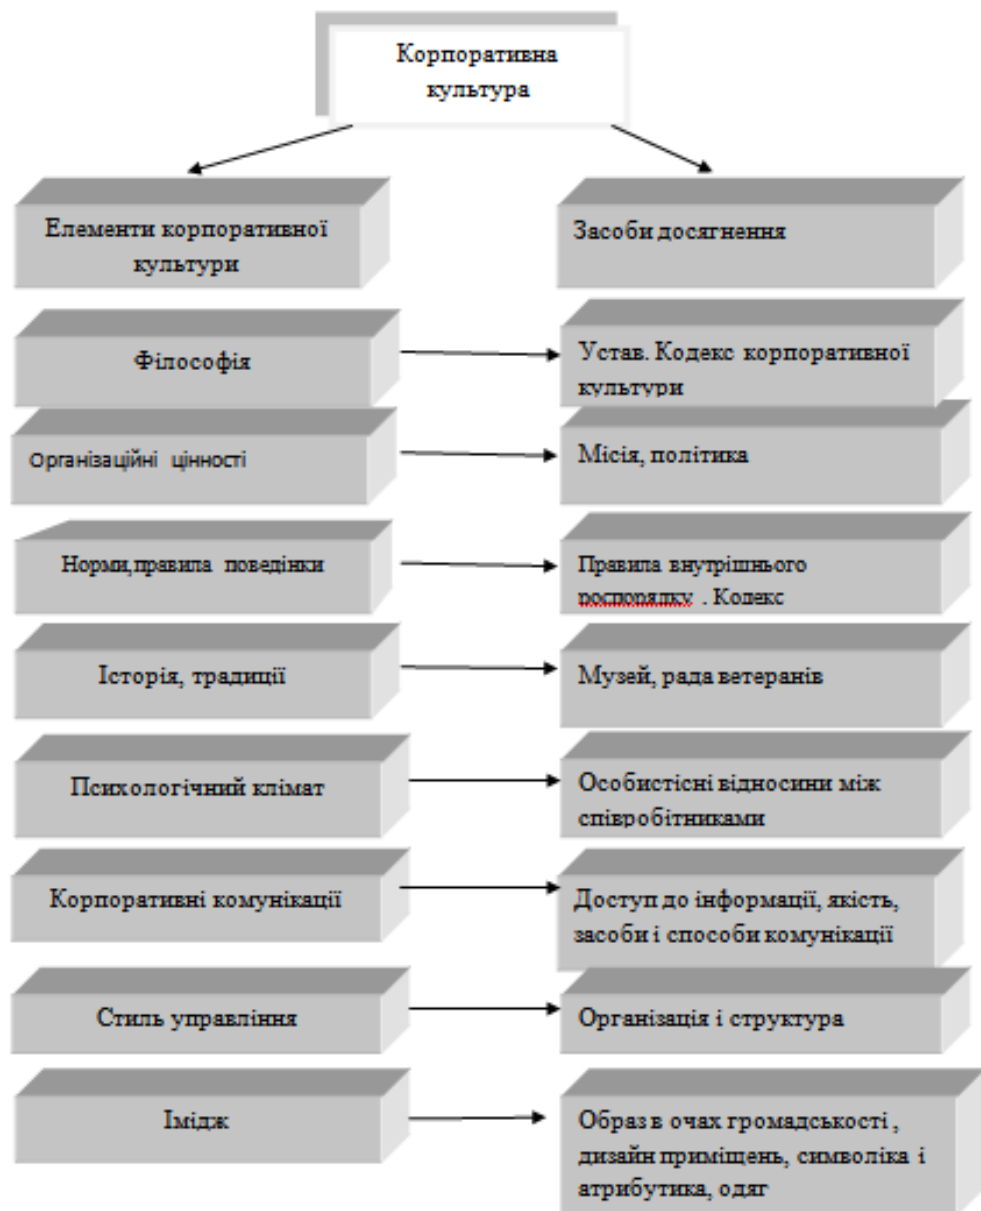 Корпоративна
культура
Елементи корпоративної
культури
Засоби досягнення
Філософія
Устав. Кодекс корпоративної
культури
Організаційні цінності
Місія, політика
Норми,правила поведінки
Правила внутрішнього
роспорялку . Кодекс
Історія, традиції
Музей, рада ветеранів
Психологічний клімат
Особистісні відносини між
співробітниками
Корпоративні комунікації
Доступ до інформації, якість,
засоби і способи комунікації
Стиль управління
Організація і структура
Імідж
Образ в очах громадськості ,
дизайн приміщень, символіка і
атрибутика, одяг